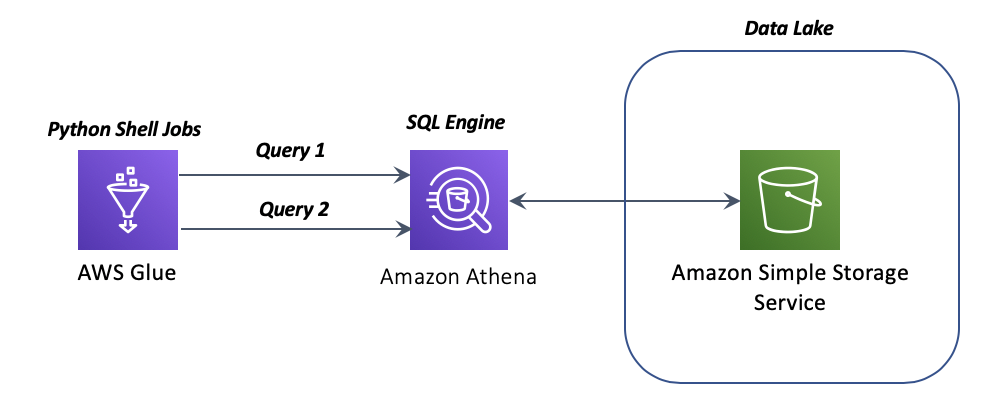 Data Lake
Python Shell Jobs
SQL Engine
Query 1
Query 2
AWS Glue
Amazon Athena
Amazon Simple Storage
Service